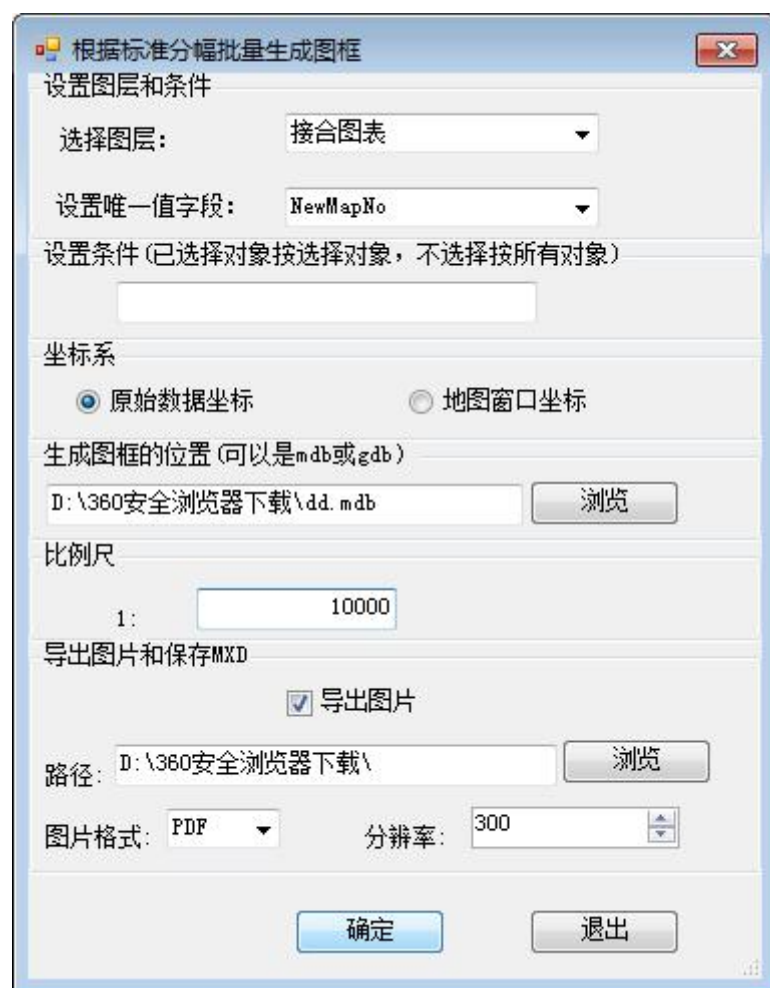 根据标准分幅批量生成图框
设置图层和条件
选择图层: 接合图表
设置唯一值字段: NewMapNo
设置条件(已选择对象按选择对象，不选择按所有对象)
坐标系
原始数据坐标 地图窗口坐标
生成图框的位置(可以是mdb或gdb)
D:\360安全浏览器下载\dd.mdb 浏览
比例尺
1: 10000
导出图片和保存MXD
导出图片
路径: D:\360安全浏览器下载\ 浏览
图片格式: PDF 分辨率: 300
确定 退出